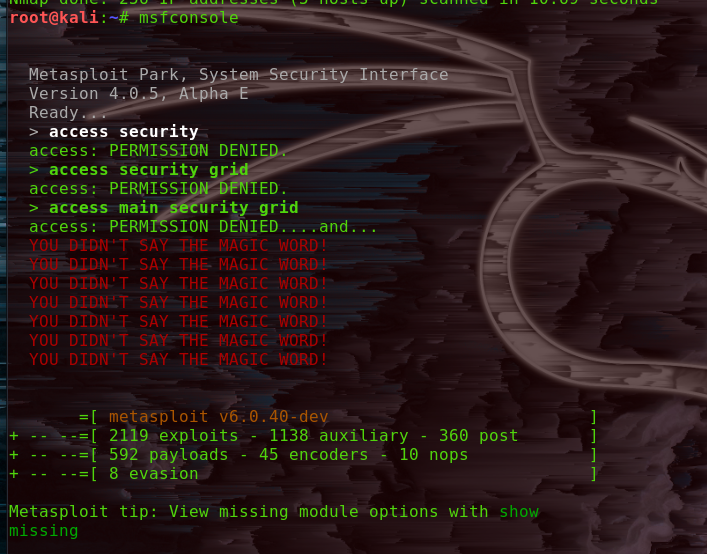 Nmap done: 256 IP addresses (5 hosts up) scanned in 10.09 seconds
root@kali:~# msfconsole
Metasploit Park, System Security Interface
Version 4.0.5, Alpha E
Ready...
> access security
access: PERMISSION DENIED.
> access security grid
access: PERMISSION DENIED.
> access main security grid
access: PERMISSION DENIED....and...
YOU DIDN'T SAY THE MAGIC WORD!
YOU DIDN'T SAY THE MAGIC WORD!
YOU DIDN'T SAY THE MAGIC WORD!
YOU DIDN'T SAY THE MAGIC WORD!
YOU DIDN'T SAY THE MAGIC WORD!
YOU DIDN'T SAY THE MAGIC WORD!
YOU DIDN'T SAY THE MAGIC WORD!
=[ metasploit v6.0.40-dev ]
+ -- --=[ 2119 exploits - 1138 auxiliary - 360 post ]
+ -- --=[ 592 payloads - 45 encoders - 10 nops ]
+ -- --=[ 8 evasion ]
Metasploit tip: View missing module options with show
missing